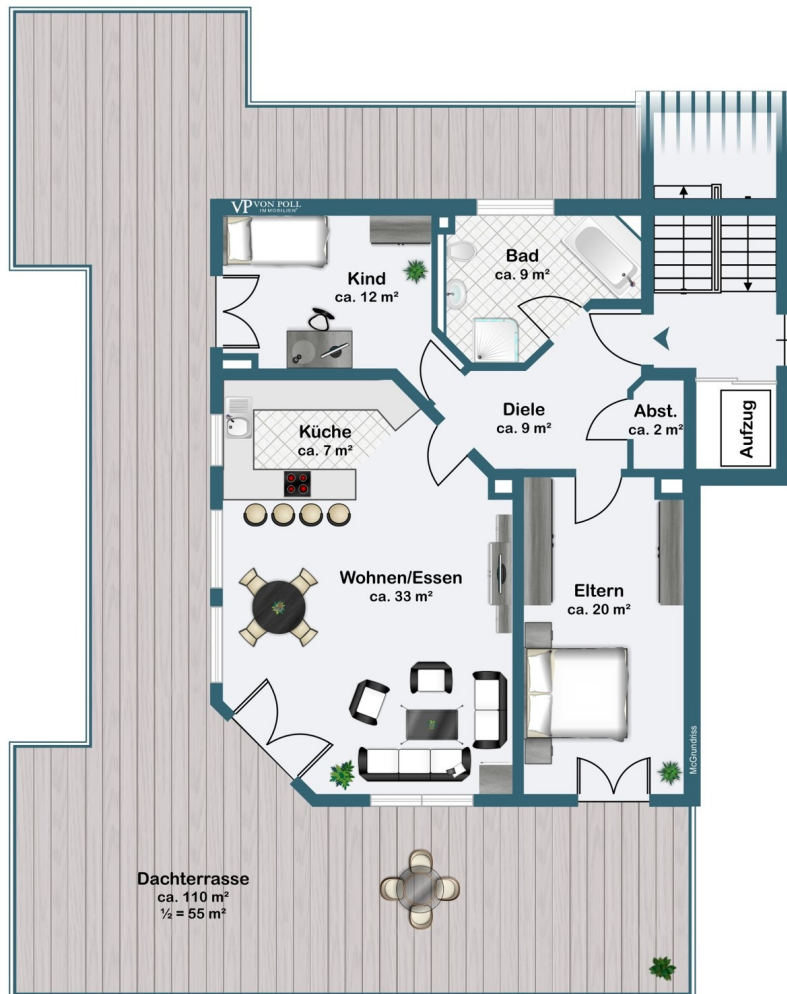 VP VON POLL
IMMOBILIEN®
Kind
ca. 12 m²
Bad
ca. 9 m²
Küche
ca. 7 m²
Diele
ca. 9 m²
Abst.
ca. 2 m²
Aufzug
Wohnen/Essen
ca. 33 m²
Eltern
ca. 20 m²
McGrundriss
Dachterrasse
ca. 110 m²
½ = 55 m²